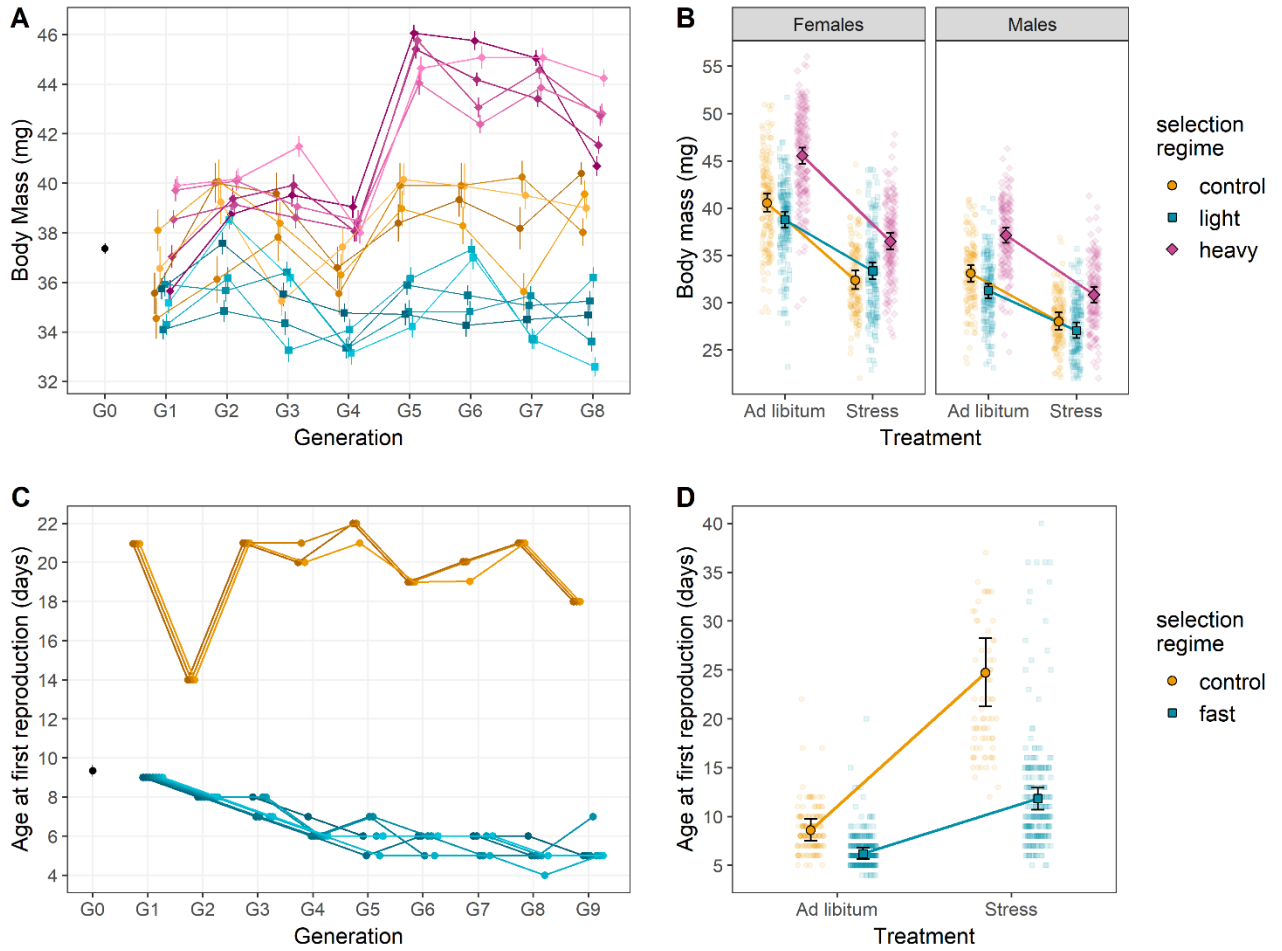 A
Body Mass (mg)
46
44
42
40
38
36
34
32
G0 G1 G2 G3 G4 G5 G6 G7 G8
Generation
B
Females Males
Body mass (mg)
55
50
45
40
35
30
25
Ad libitum Stress Ad libitum Stress
Treatment
selection
regime
control
light
heavy
C
Age at first reproduction (days)
22
20
18
16
14
12
10
8
6
4
G0 G1 G2 G3 G4 G5 G6 G7 G8 G9
Generation
D
Age at first reproduction (days)
40
35
30
25
20
15
10
5
Ad libitum Stress
Treatment
selection
regime
control
fast